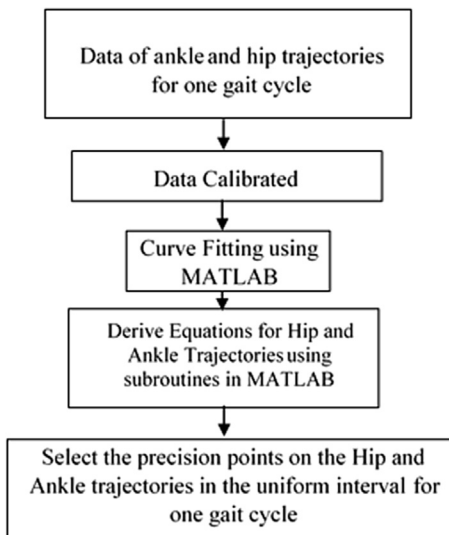 Data of ankle and hip trajectories
for one gait cycle
Data Calibrated
Curve Fitting using
MATLAB
Derive Equations for Hip and
Ankle Trajectories using
subroutines in MATLAB
Select the precision points on the Hip and
Ankle trajectories in the uniform interval for
one gait cycle